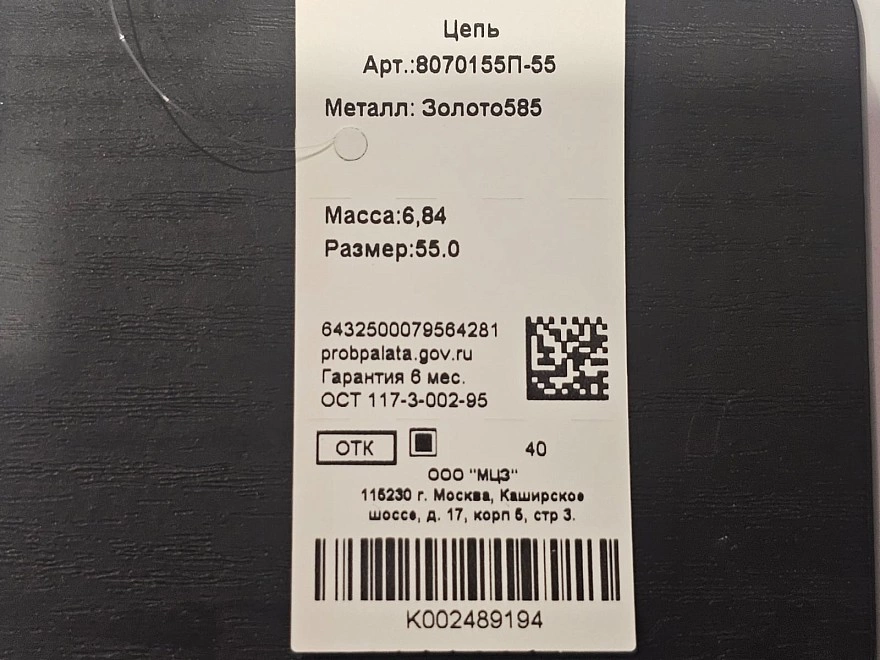 Цепь
Арт.:8070155П-55
Металл: Золото585
Масса:6,84
Размер:55.0
6432500079564281
probpalata.gov.ru
Гарантия 6 мес.
ОСТ 117-3-002-95
ОТК 40
ООО "МЦЗ"
115230 г. Москва, Каширское
шоссе, д. 17, корп 5, стр 3.
K002489194